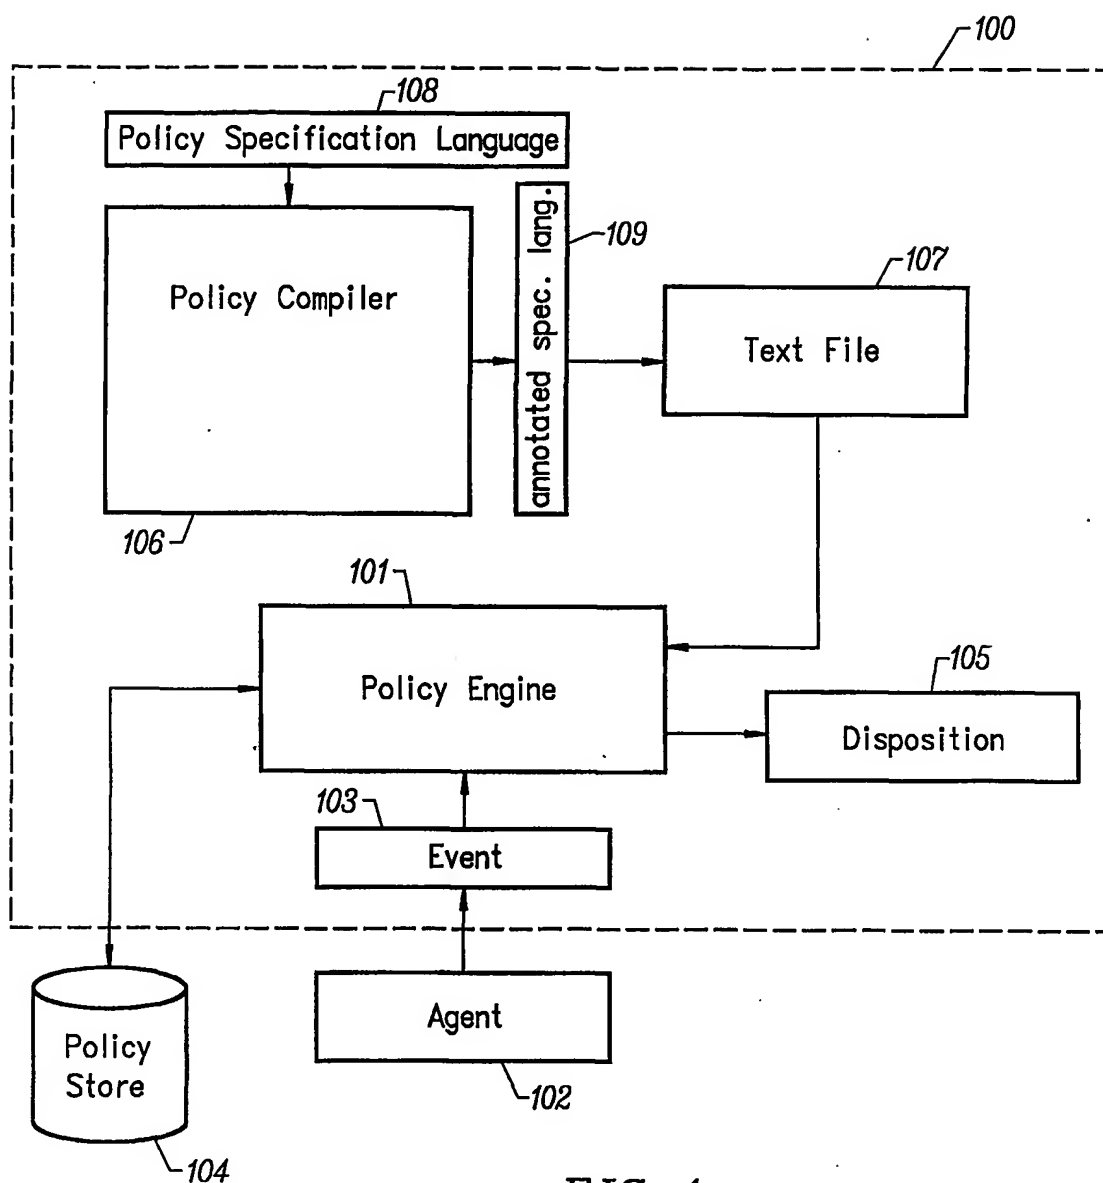 100
108
Policy Specification Language
annotated spec. lang.
109
Policy Compiler
107
Text File
106
101
Policy Engine
105
Disposition
103
Event
Agent
102
Policy
Store
104